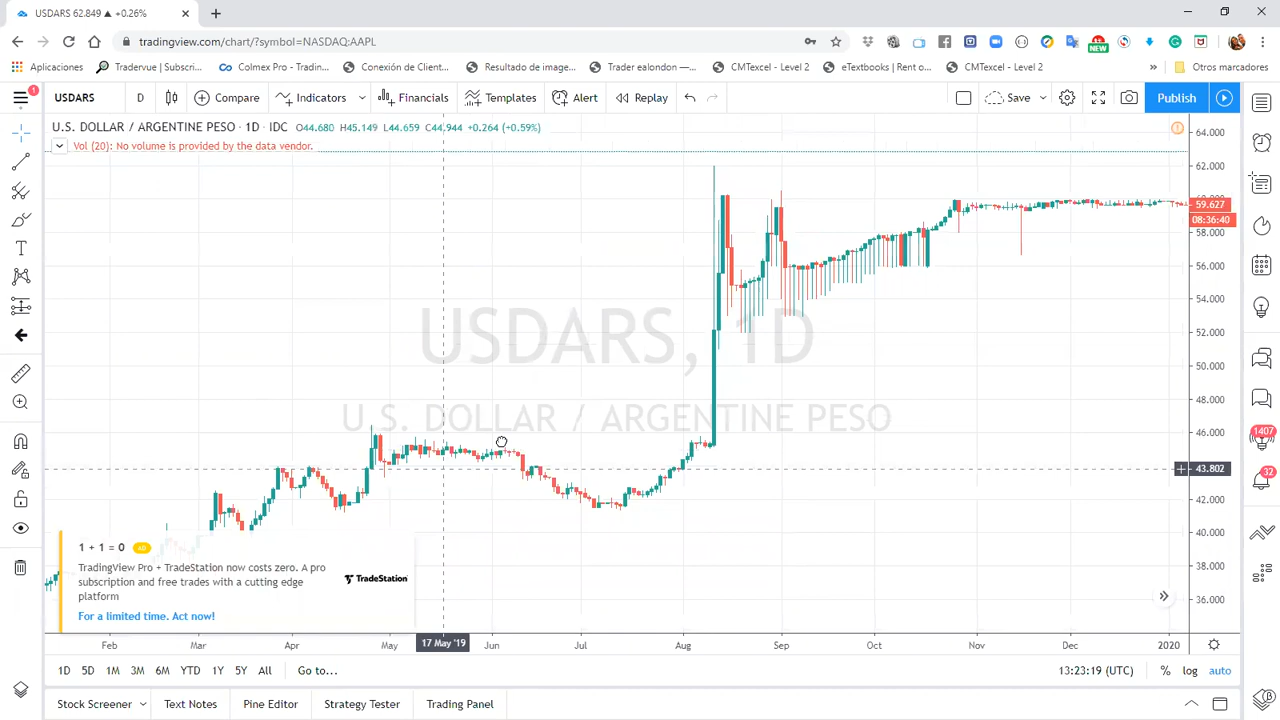 USDARS 62.849 ▲ +0.26%
tradingview.com/chart/?symbol=NASDAQ:AAPL
NEW
Aplicaciones
Tradervue | Subscri...
Colmex Pro - Tradin...
Conexión de Client...
Resultado de image...
Trader ealondon —...
CMTexcel - Level 2
eTextbooks | Rent o...
CMTexcel - Level 2
»
Otros marcadores
1
USDARS
D
Compare
Indicators
Financials
Templates
Alert
Replay
Save
Publish
U.S. DOLLAR / ARGENTINE PESO · 1D · IDC O44.680 H45.149 L44.659 C44.944 +0.264 (+0.59%)
Vol (20): No volume is provided by the data vendor.
64.000
62.000
59.627
08:36:40
58.000
56.000
54.000
52.000
50.000
48.000
46.000
43.802
42.000
40.000
38.000
36.000
USDARS, 1D
U.S. DOLLAR / ARGENTINE PESO
1407
32
1 + 1 = 0 AD
TradingView Pro + TradeStation now costs zero. A pro
subscription and free trades with a cutting edge
platform
TradeStation
For a limited time. Act now!
Feb Mar Apr May 17 May '19 Jun Jul Aug Sep Oct Nov Dec 2020
1D 5D 1M 3M 6M YTD 1Y 5Y All Go to... 13:23:19 (UTC) % log auto
Stock Screener Text Notes Pine Editor Strategy Tester Trading Panel